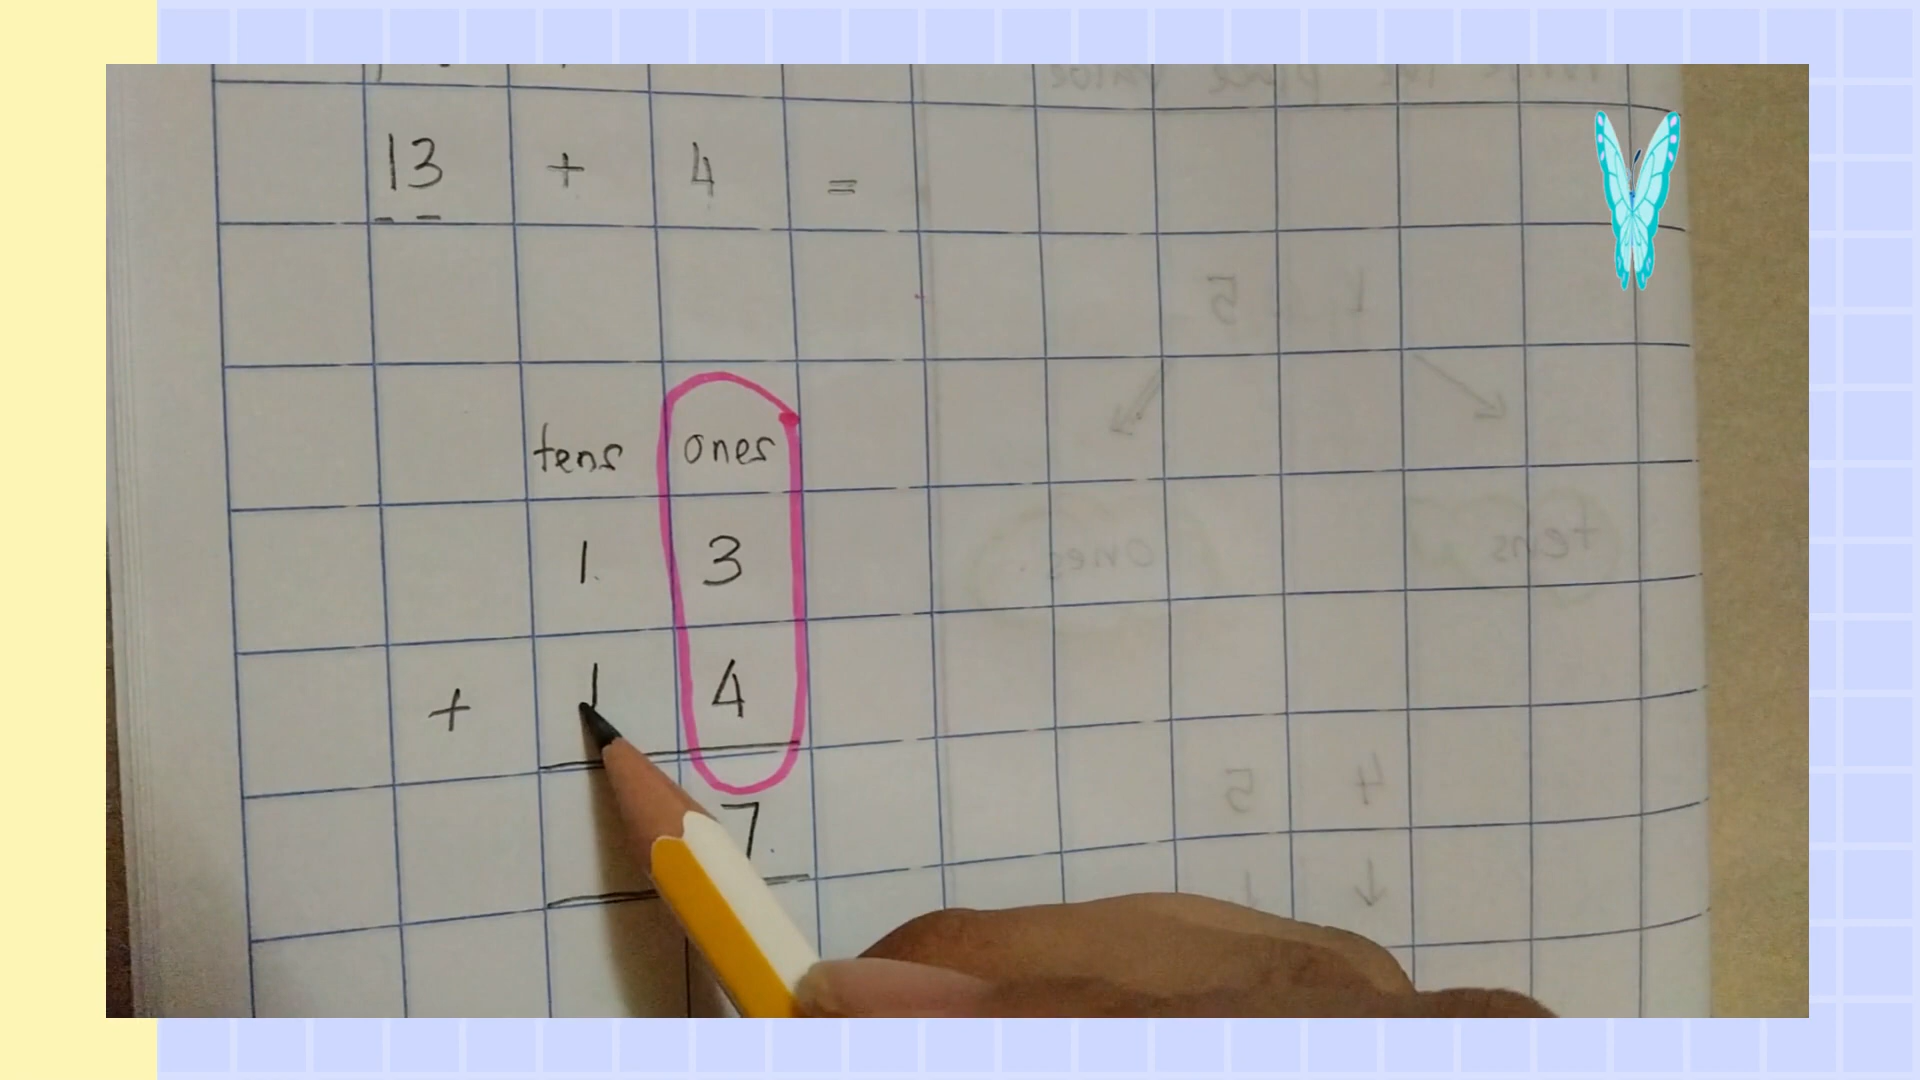 13 + 4 =
tens ones
1 3
+ 1 4
7